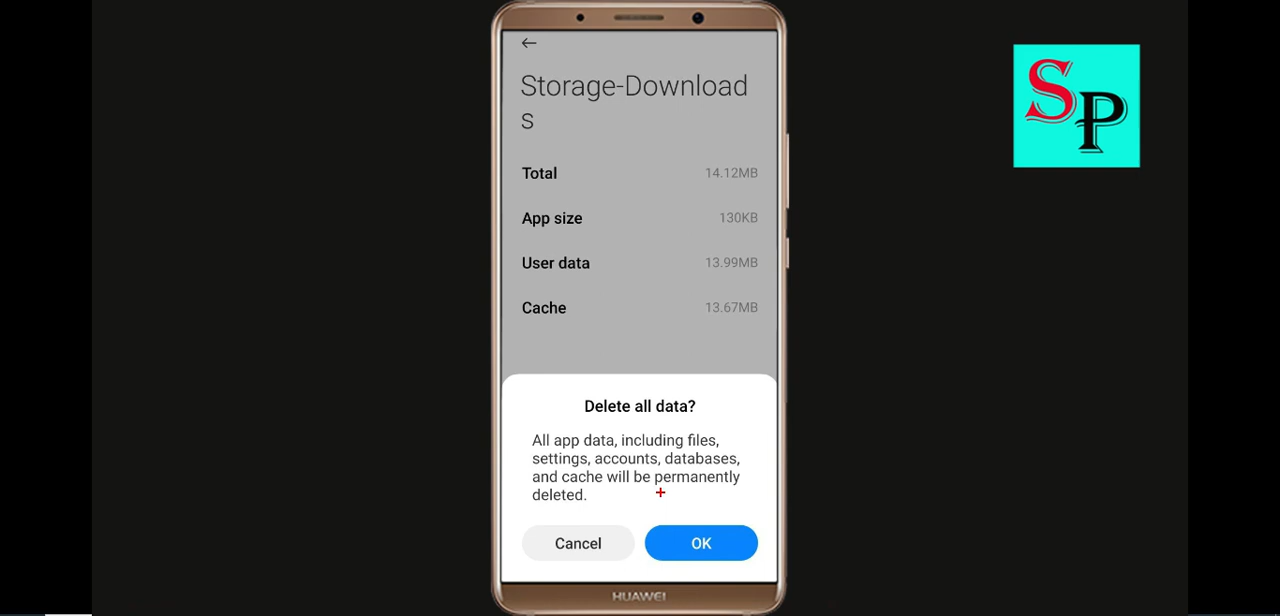 ←
Storage-Download
s
Total 14.12MB
App size 130KB
User data 13.99MB
Cache 13.67MB
Delete all data?
All app data, including files,
settings, accounts, databases,
and cache will be permanently
deleted.
Cancel OK
HUAWEI
SP